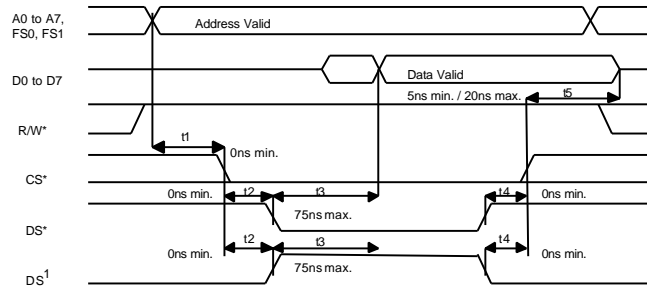 A0 to A7,
FS0, FS1
Address Valid
D0 to D7
Data Valid
5ns min. / 20ns max.
t5
R/W*
t1
0ns min.
CS*
0ns min.
t2
t3
t4
0ns min.
75ns max.
DS*
0ns min.
t2
t3
t4
0ns min.
75ns max.
DS1